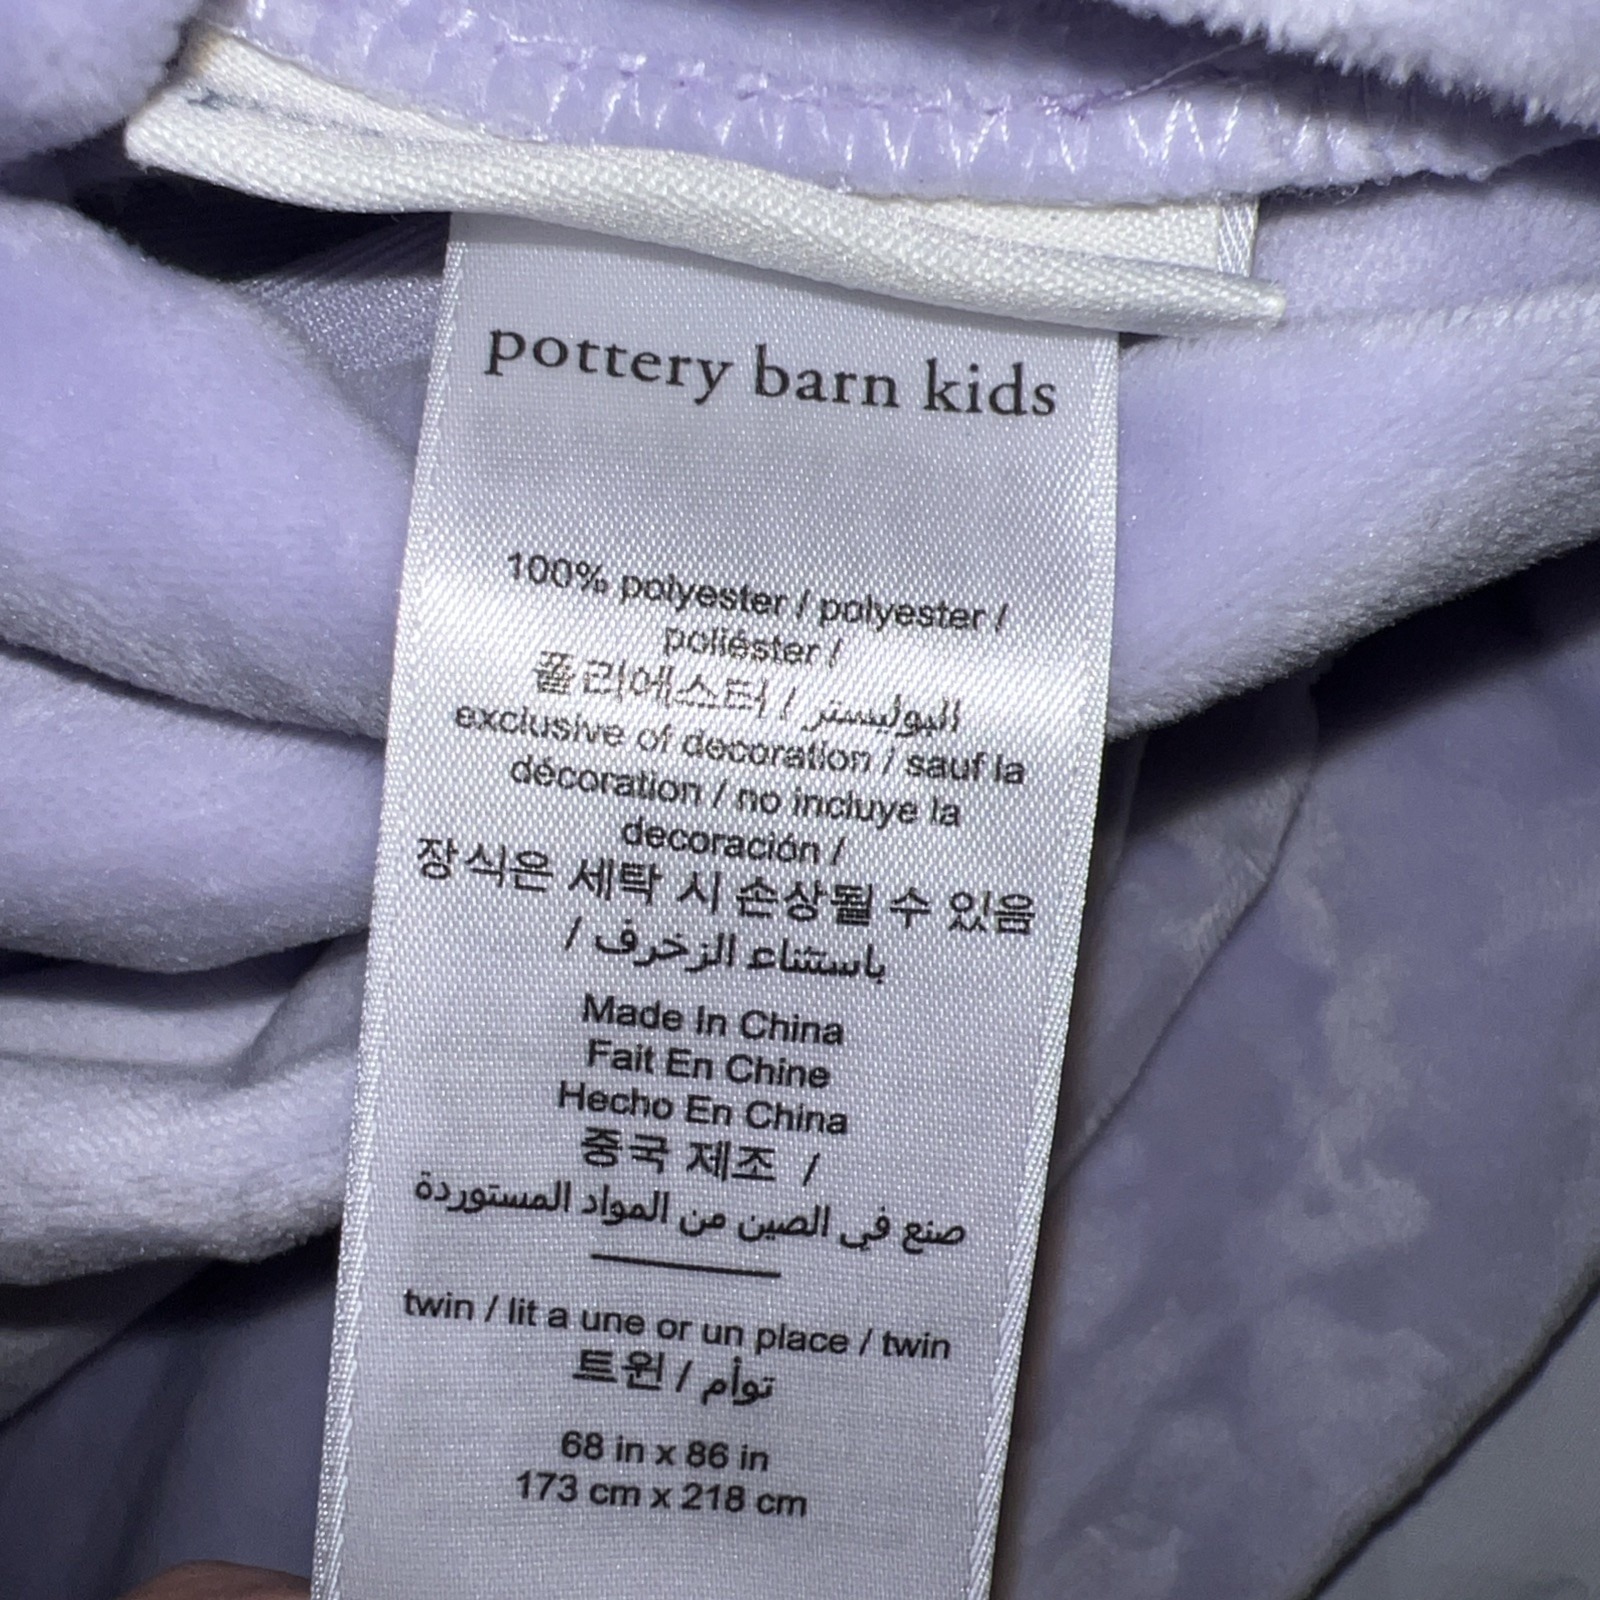 pottery barn kids
100% polyester / polyester /
poliéster /
폴리에스터 / البوليستر
exclusive of decoration / sauf la
décoration / no incluye la
decoración /
장식은 세탁 시 손상될 수 있음
باستثناء الزخرف /
Made In China
Fait En Chine
Hecho En China
중국 제조 /
صنع في الصين من المواد المستوردة
twin / lit a une or un place / twin
트윈 / توأم
68 in x 86 in
173 cm x 218 cm